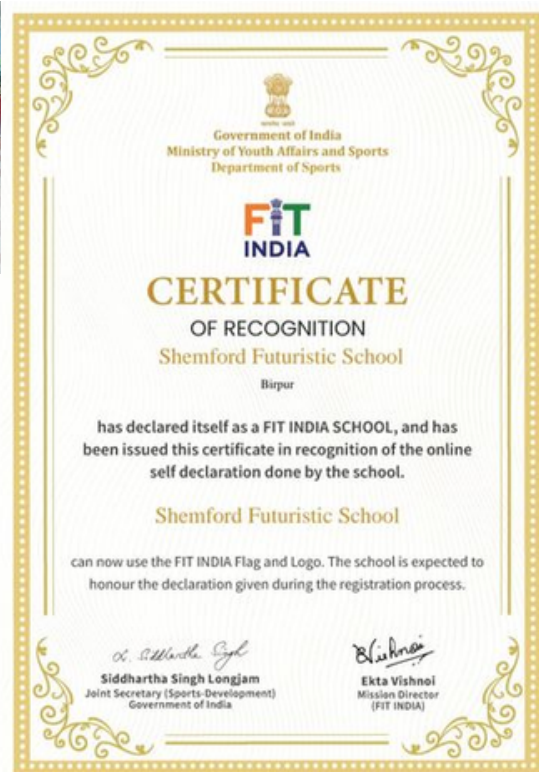 Government of India
Ministry of Youth Affairs and Sports
Department of Sports
FIT
INDIA
CERTIFICATE
OF RECOGNITION
Shemford Futuristic School
Birpur
has declared itself as a FIT INDIA SCHOOL, and has
been issued this certificate in recognition of the online
self declaration done by the school.
Shemford Futuristic School
can now use the FIT INDIA Flag and Logo. The school is expected to
honour the declaration given during the registration process.
L. Siddhartha Singh
Vishnoi
Siddhartha Singh Longjam
Joint Secretary (Sports-Development)
Government of India
Ekta Vishnoi
Mission Director
(FIT INDIA)